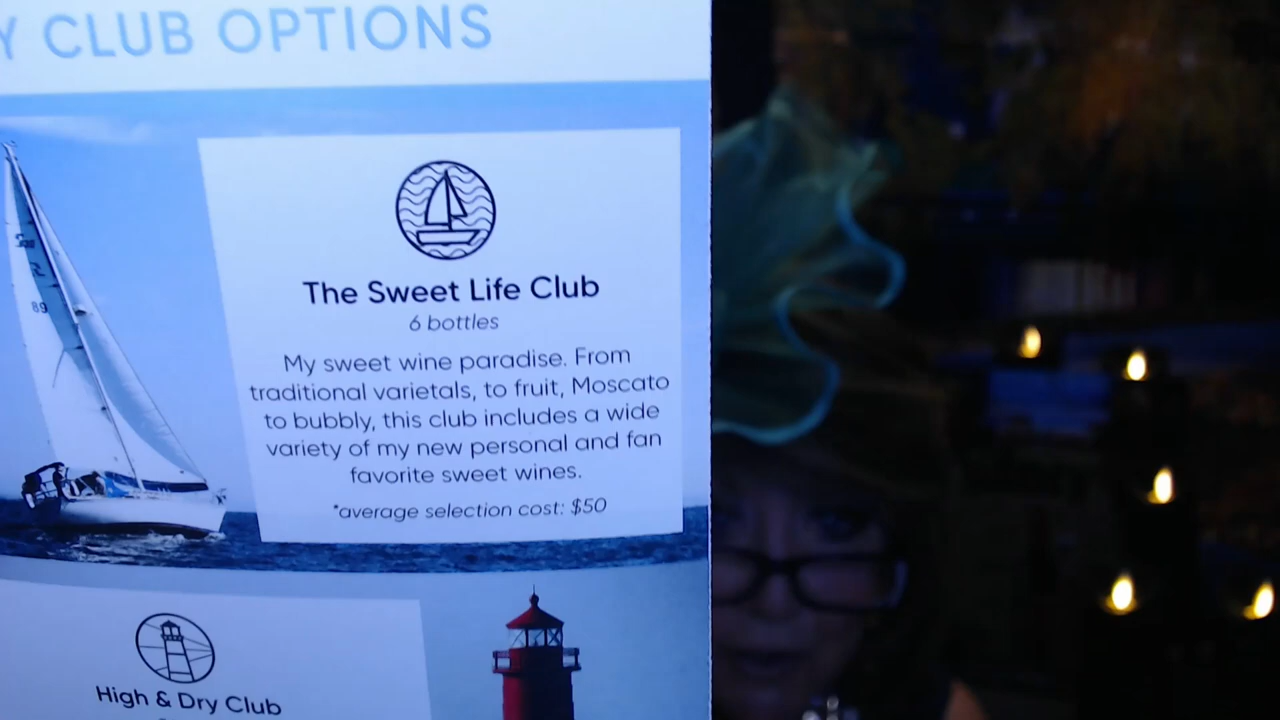 Y CLUB OPTIONS
89
The Sweet Life Club
6 bottles
My sweet wine paradise. From
traditional varietals, to fruit, Moscato
to bubbly, this club includes a wide
variety of my new personal and fan
favorite sweet wines.
*average selection cost: $50
High & Dry Club